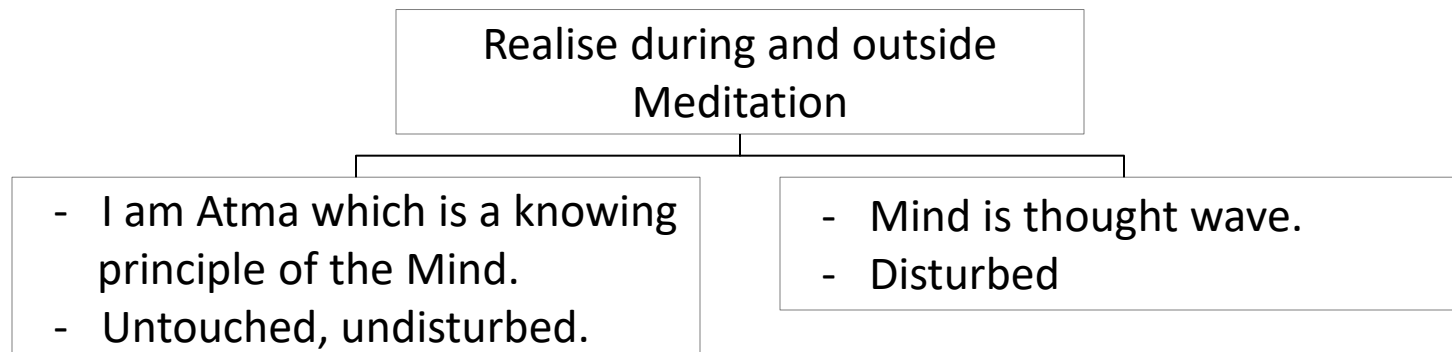 Realise during and outside
Meditation
- I am Atma which is a knowing
principle of the Mind.
- Untouched, undisturbed.
- Mind is thought wave.
- Disturbed